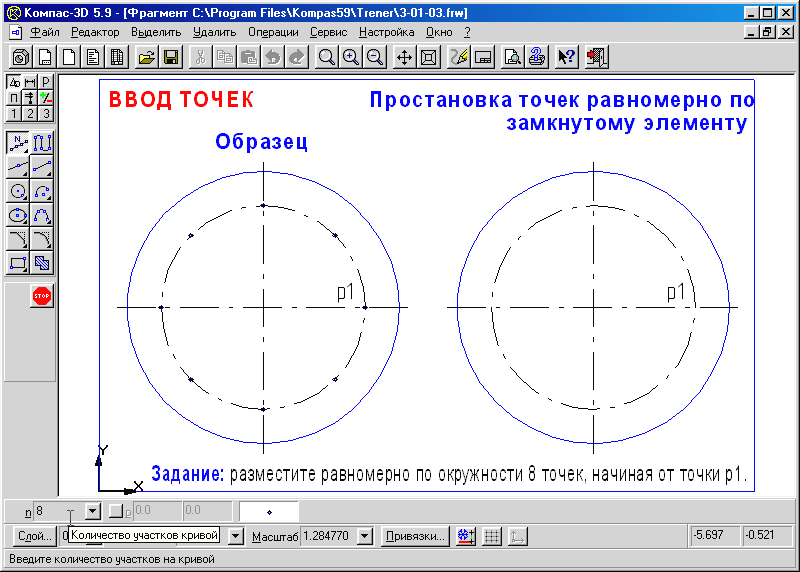 Компас-3D 5.9 - [Фрагмент C:\Program Files\Kompas59\Trener\3-01-03.frw]
Файл Редактор Выделить Удалить Операции Сервис Настройка Окно ?
ВВОД ТОЧЕК
Простановка точек равномерно по
замкнутому элементу
Образец
P
П
1 2 3
N
STOP
p1
p1
Y
X
Задание: разместите равномерно по окружности 8 точек, начиная от точки p1.
n 8 p 0.0 0.0
Слой... 0 Количество участков кривой Масштаб 1.284770 Привязки... -5.697 -0.521
Введите количество участков на кривой